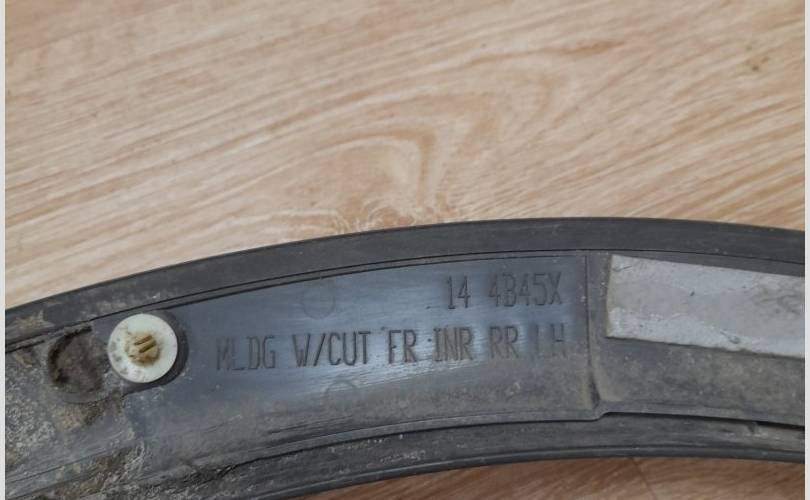 14 4B45X
MLDG W/CUT FR INR RR LH